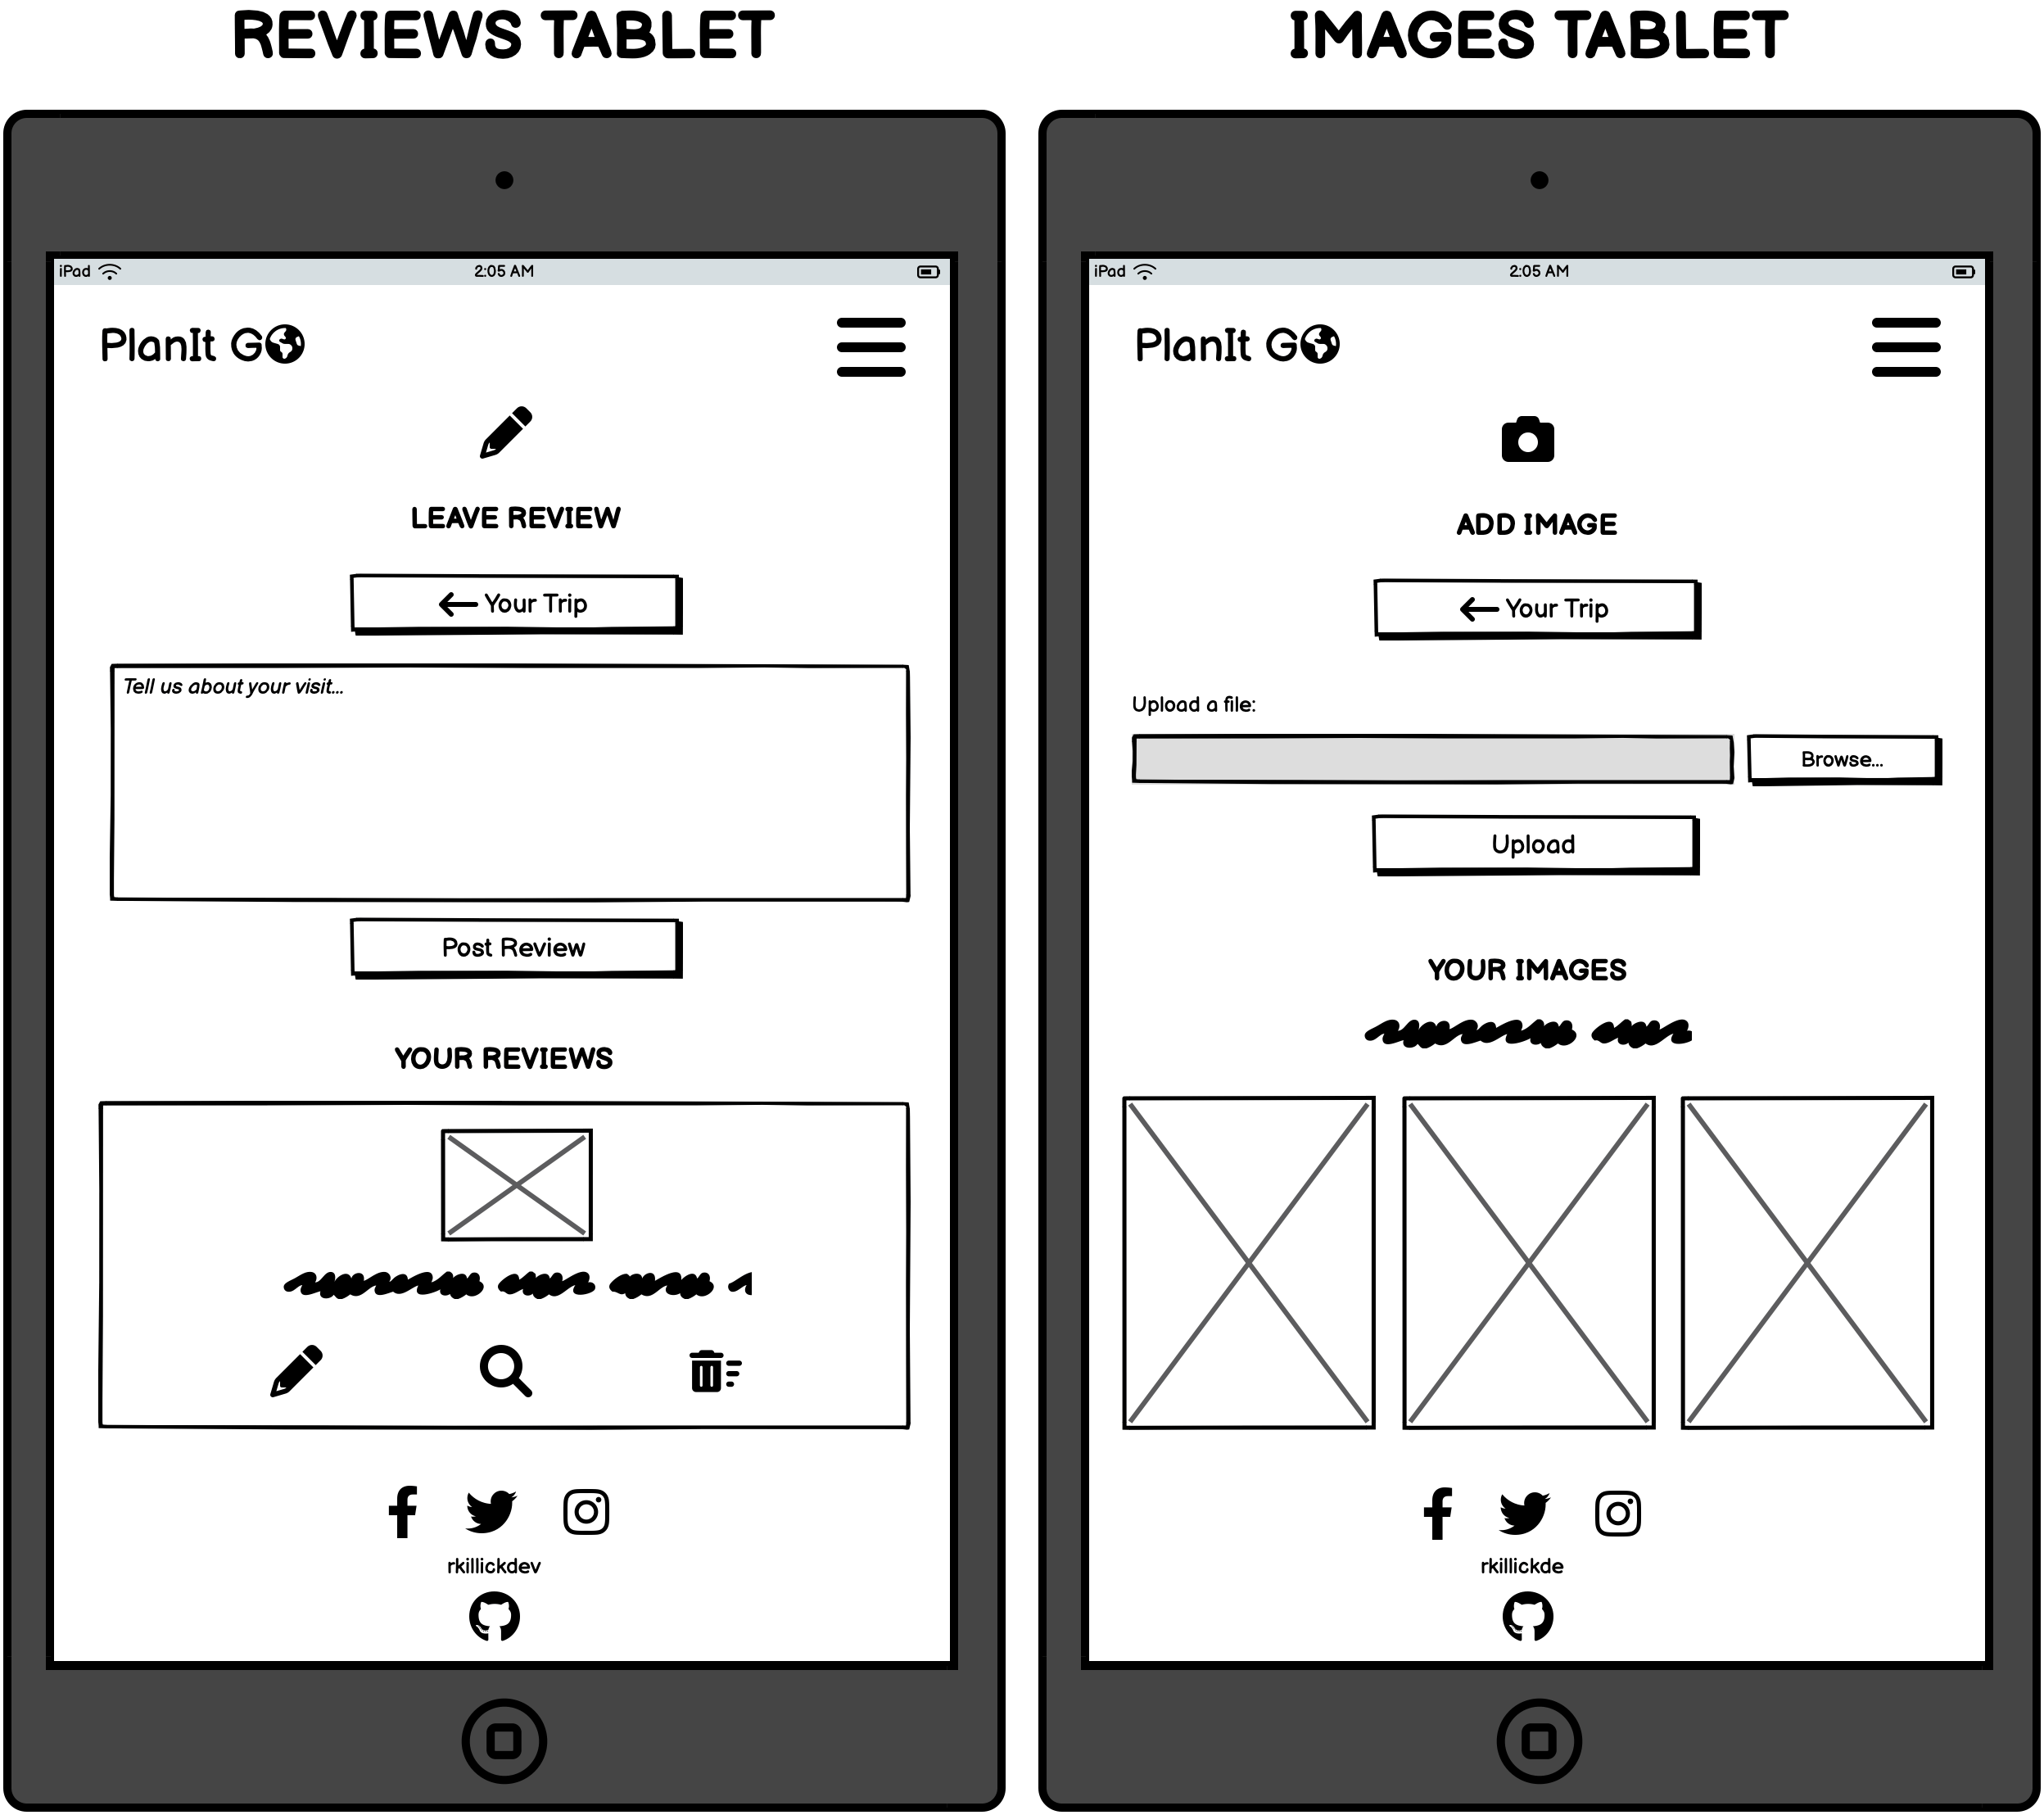 REVIEWS TABLET
iPad 2:05 AM
PlanIt G
LEAVE REVIEW
Your Trip
Tell us about your visit...
Post Review
YOUR REVIEWS
rkillickdev
IMAGES TABLET
iPad 2:05 AM
PlanIt G
ADD IMAGE
Your Trip
Upload a file:
Browse...
Upload
YOUR IMAGES
rkillickde